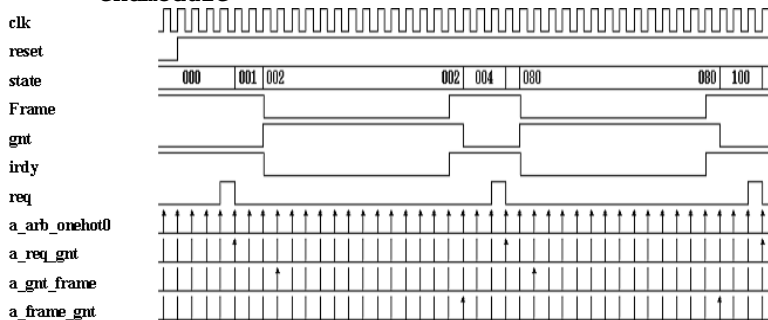 clk
reset
state 000 001 002 002 004 080 080 100
Frame
gnt
irdy
req
a_arb_onehot0
a_req_gnt
a_gnt_frame
a_frame_gnt